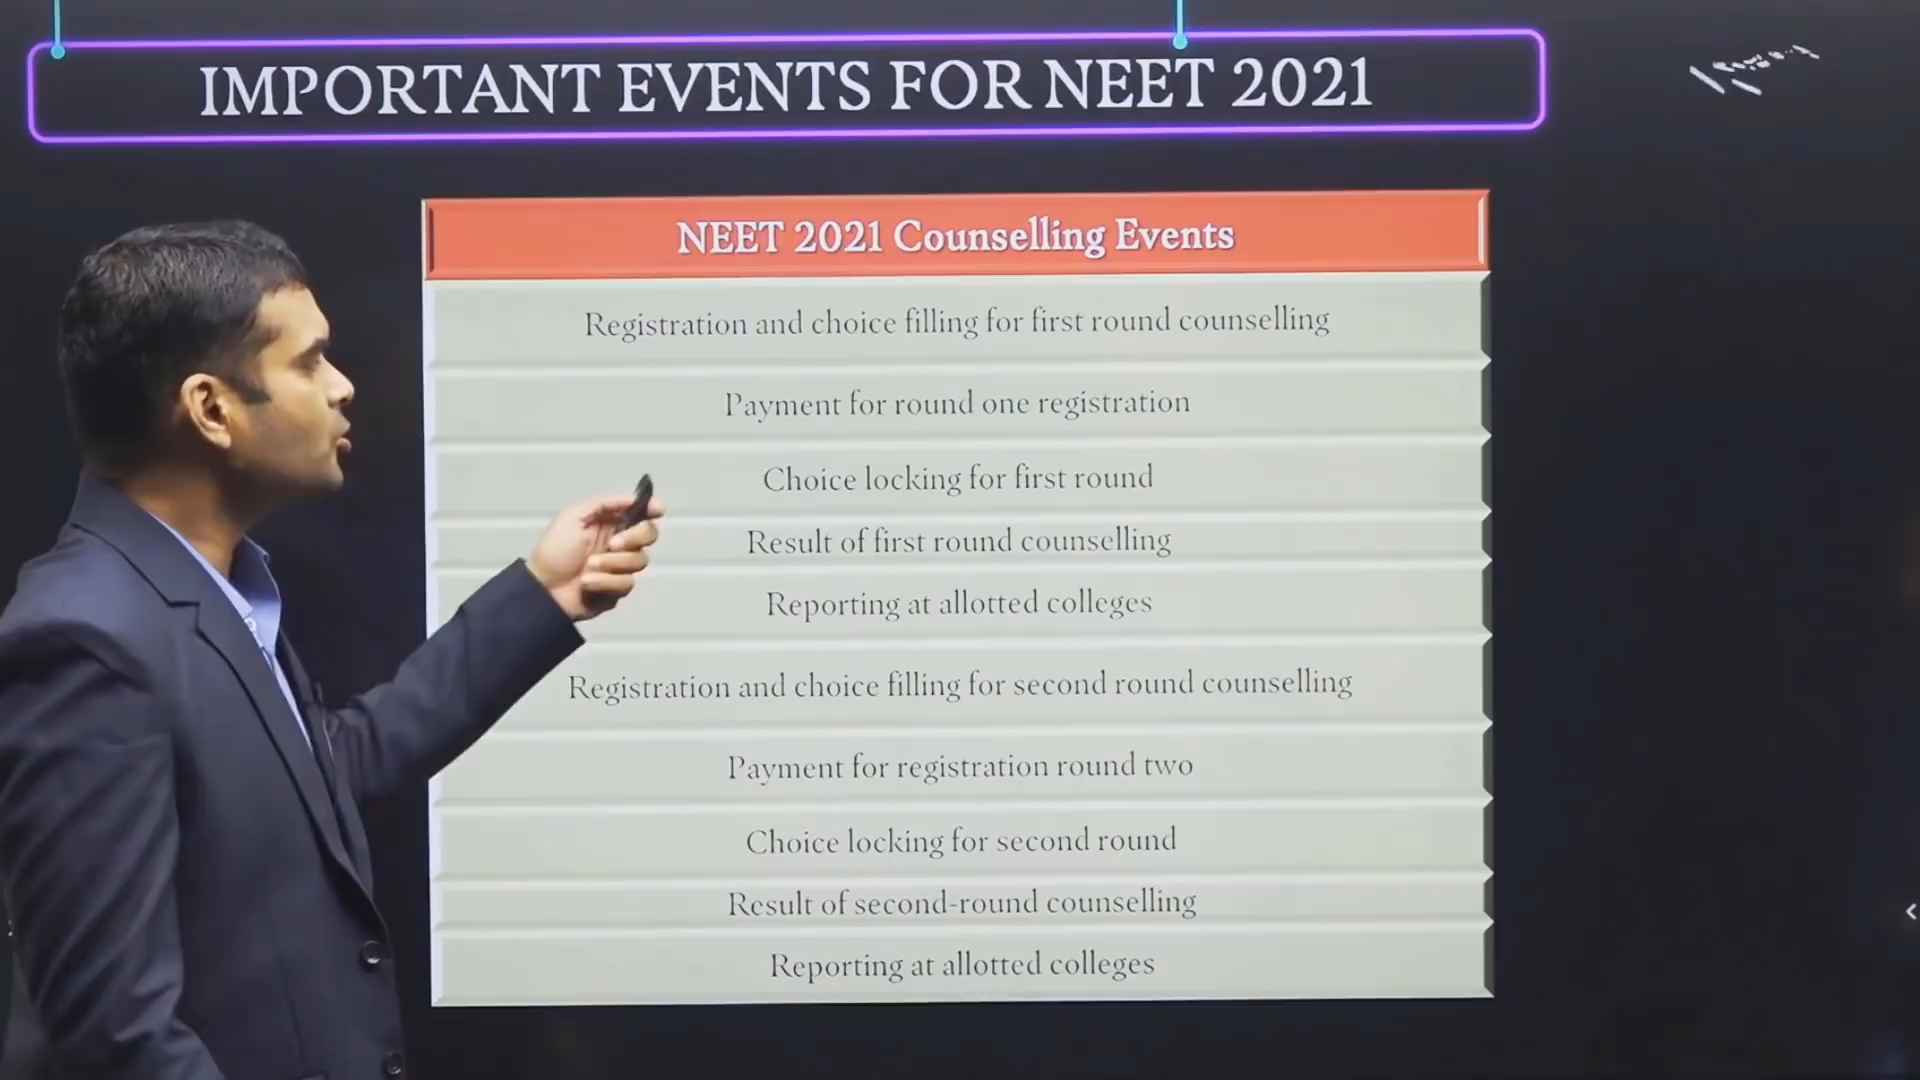 IMPORTANT EVENTS FOR NEET 2021
NEET 2021 Counselling Events
Registration and choice filling for first round counselling
Payment for round one registration
Choice locking for first round
Result of first round counselling
Reporting at allotted colleges
Registration and choice filling for second round counselling
Payment for registration round two
Choice locking for second round
Result of second-round counselling
Reporting at allotted colleges